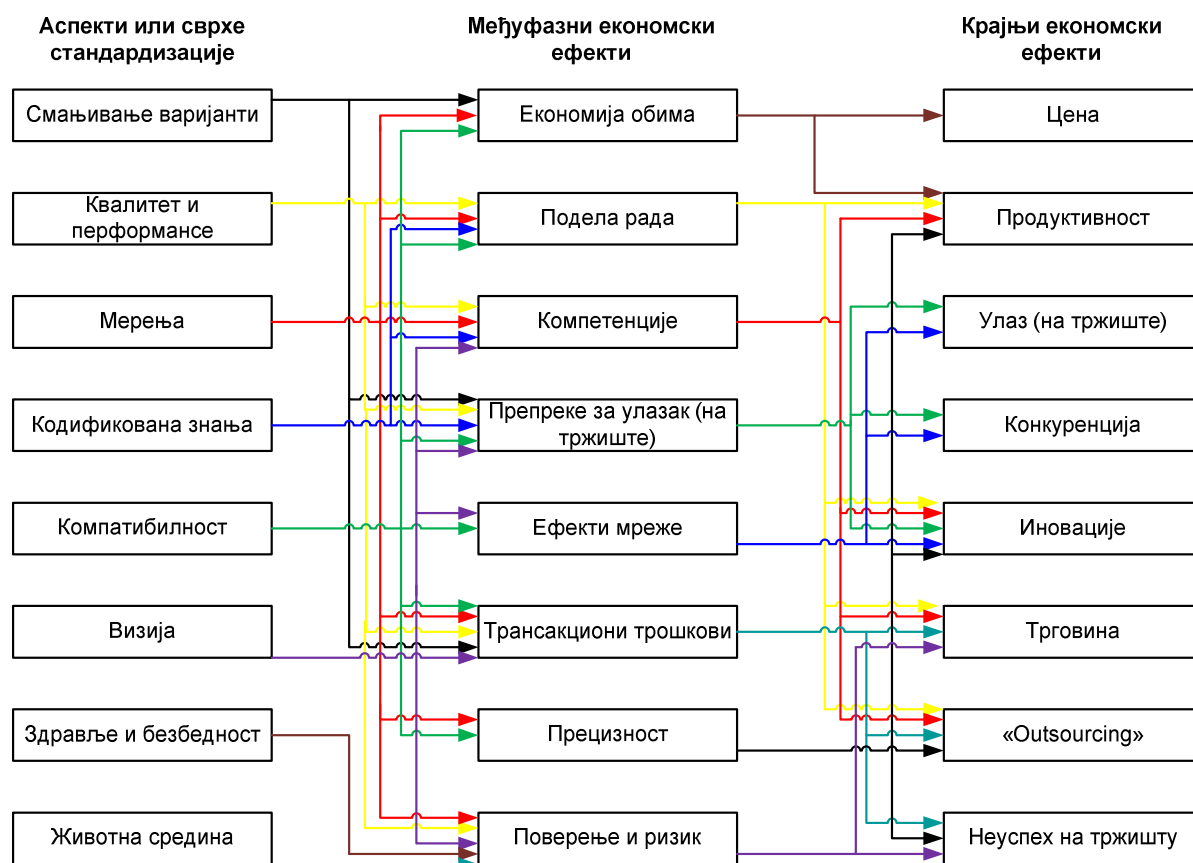 Аспекти или сврхе
стандардизације
Међуфазни економски
ефекти
Крајњи економски
ефекти
Смањивање варијанти
Економија обима
Цена
Квалитет и
перформансе
Подела рада
Продуктивност
Мерења
Компетенције
Улаз (на тржиште)
Кодификована знања
Препреке за улазак (на
тржиште)
Конкуренција
Компатибилност
Ефекти мреже
Иновације
Визија
Трансакциони трошкови
Трговина
Здравље и безбедност
Прецизност
«Outsourcing»
Животна средина
Поверење и ризик
Неуспех на тржишту